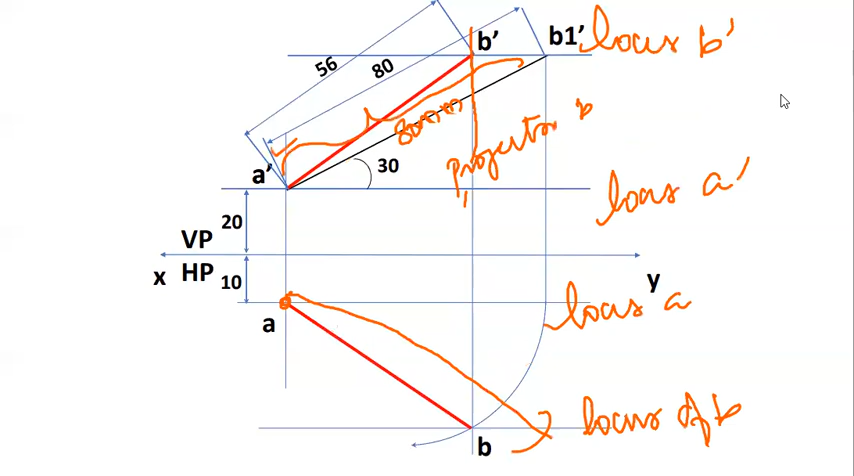 b' b1' locus b'
56
80
80mm
projector b
a' 30
locus a'
20
VP
x y
HP 10
locus a
a
locus of b
b